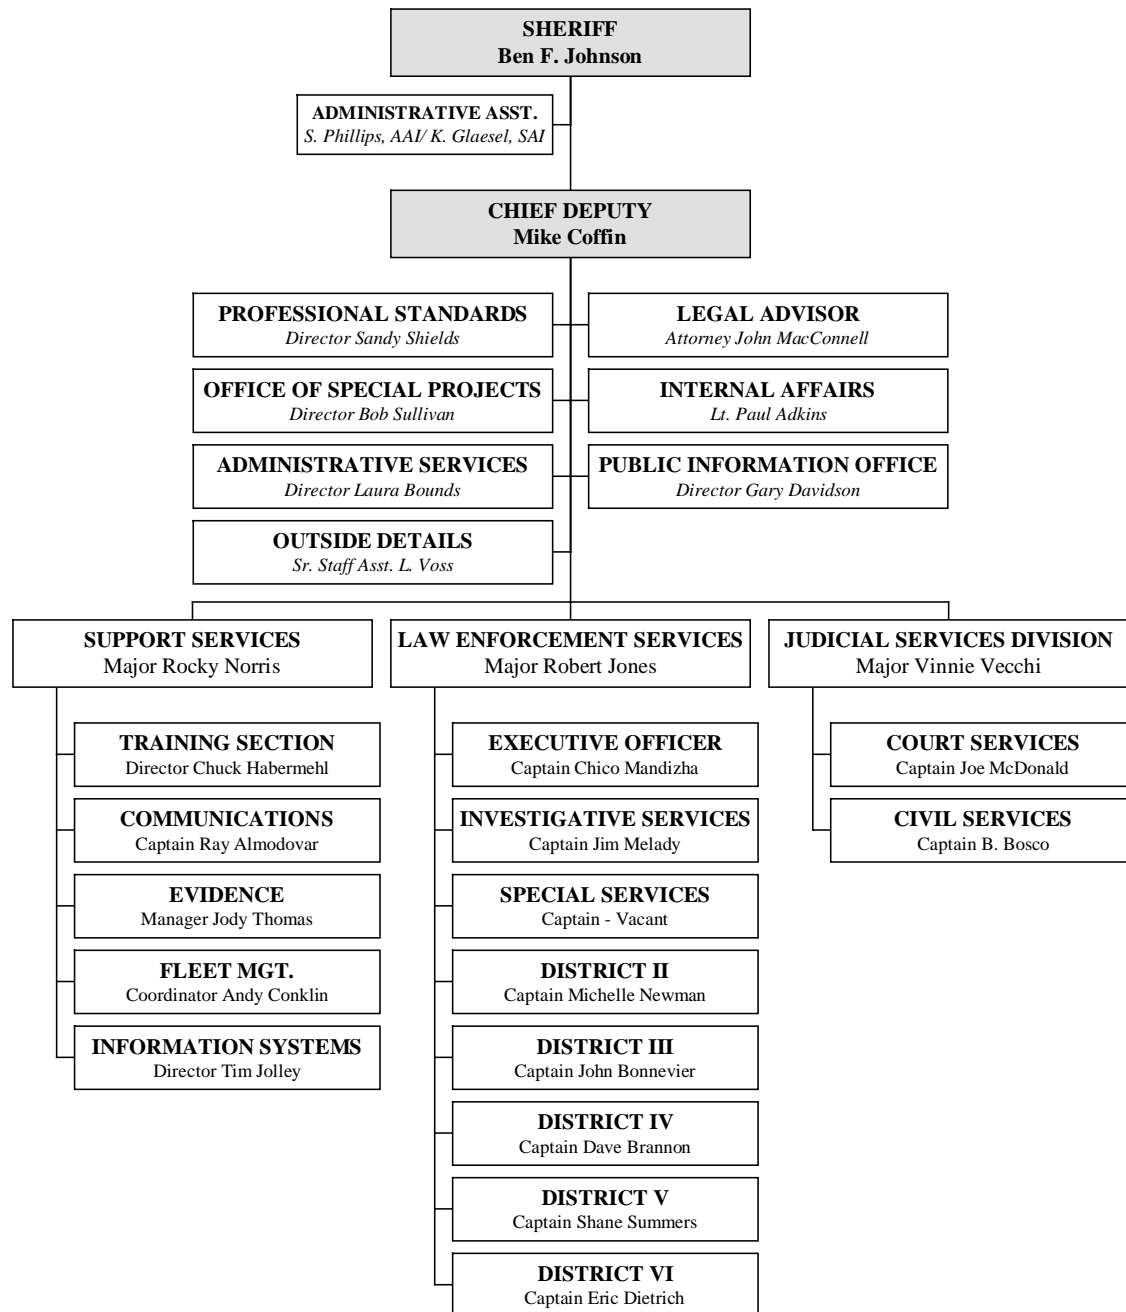 SHERIFF
Ben F. Johnson
ADMINISTRATIVE ASST.
S. Phillips, AAI/ K. Glaesel, SAI
CHIEF DEPUTY
Mike Coffin
PROFESSIONAL STANDARDS
Director Sandy Shields
LEGAL ADVISOR
Attorney John MacConnell
OFFICE OF SPECIAL PROJECTS
Director Bob Sullivan
INTERNAL AFFAIRS
Lt. Paul Adkins
ADMINISTRATIVE SERVICES
Director Laura Bounds
PUBLIC INFORMATION OFFICE
Director Gary Davidson
OUTSIDE DETAILS
Sr. Staff Asst. L. Voss
SUPPORT SERVICES
Major Rocky Norris
TRAINING SECTION
Director Chuck Habermehl
COMMUNICATIONS
Captain Ray Almodovar
EVIDENCE
Manager Jody Thomas
FLEET MGT.
Coordinator Andy Conklin
INFORMATION SYSTEMS
Director Tim Jolley
LAW ENFORCEMENT SERVICES
Major Robert Jones
EXECUTIVE OFFICER
Captain Chico Mandizha
INVESTIGATIVE SERVICES
Captain Jim Melady
SPECIAL SERVICES
Captain - Vacant
DISTRICT II
Captain Michelle Newman
DISTRICT III
Captain John Bonnevier
DISTRICT IV
Captain Dave Brannon
DISTRICT V
Captain Shane Summers
DISTRICT VI
Captain Eric Dietrich
JUDICIAL SERVICES DIVISION
Major Vinnie Vecchi
COURT SERVICES
Captain Joe McDonald
CIVIL SERVICES
Captain B. Bosco